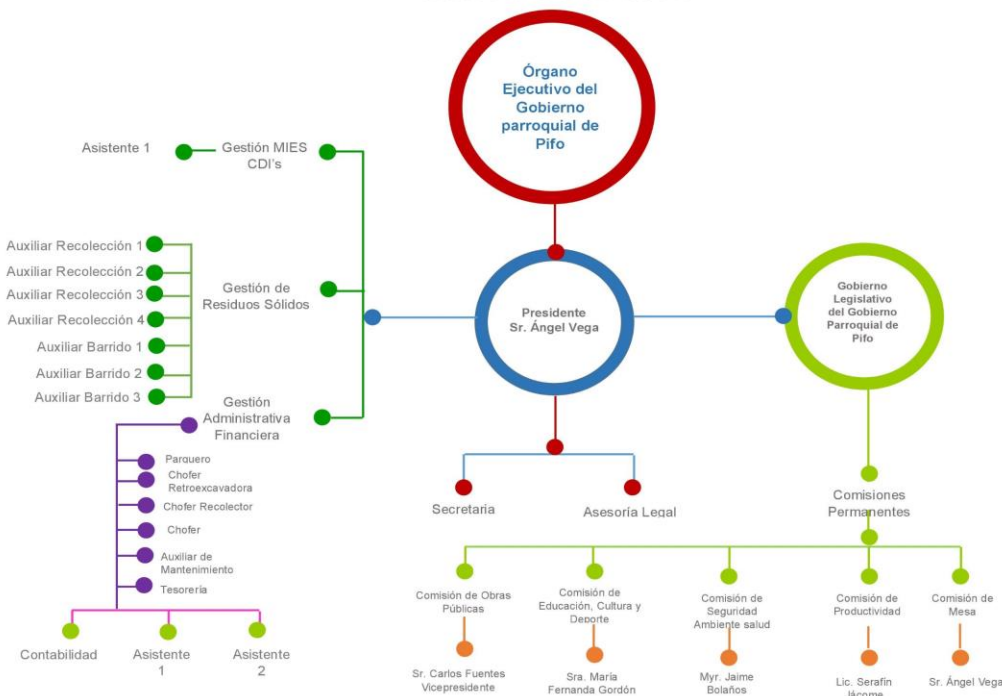 Órgano
Ejecutivo del
Gobierno
parroquial de
Pifo
Asistente 1
Gestión MIES
CDI's
Auxiliar Recolección 1
Auxiliar Recolección 2
Auxiliar Recolección 3
Auxiliar Recolección 4
Auxiliar Barrido 1
Auxiliar Barrido 2
Auxiliar Barrido 3
Gestión de
Residuos Sólidos
Presidente
Sr. Ángel Vega
Gobierno
Legislativo
del Gobierno
Parroquial de
Pifo
Gestión
Administrativa
Financiera
Parquero
Chofer
Retroexcavadora
Chofer Recolector
Chofer
Auxiliar de
Mantenimiento
Tesorería
Contabilidad
Asistente
1
Asistente
2
Secretaria
Asesoría Legal
Comisiones
Permanentes
Comisión de Obras
Públicas
Comisión de
Educación, Cultura y
Deporte
Comisión de
Seguridad
Ambiente salud
Comisión de
Productividad
Comisión de
Mesa
Sr. Carlos Fuentes
Vicepresidente
Sra. María
Fernanda Gordón
Myr. Jaime
Bolaños
Lic. Serafín
Jácome
Sr. Ángel Vega